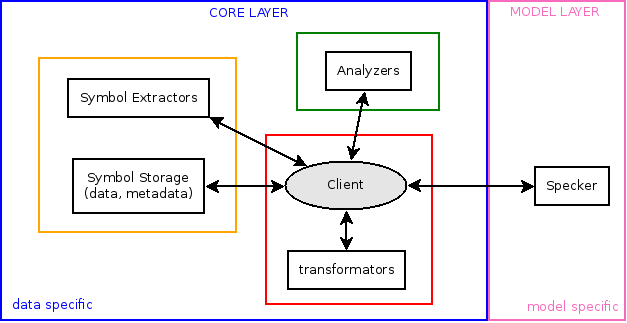 CORE LAYER
MODEL LAYER
Analyzers
Symbol Extractors
Symbol Storage
(data, metadata)
Client
Specker
transformators
data specific
model specific